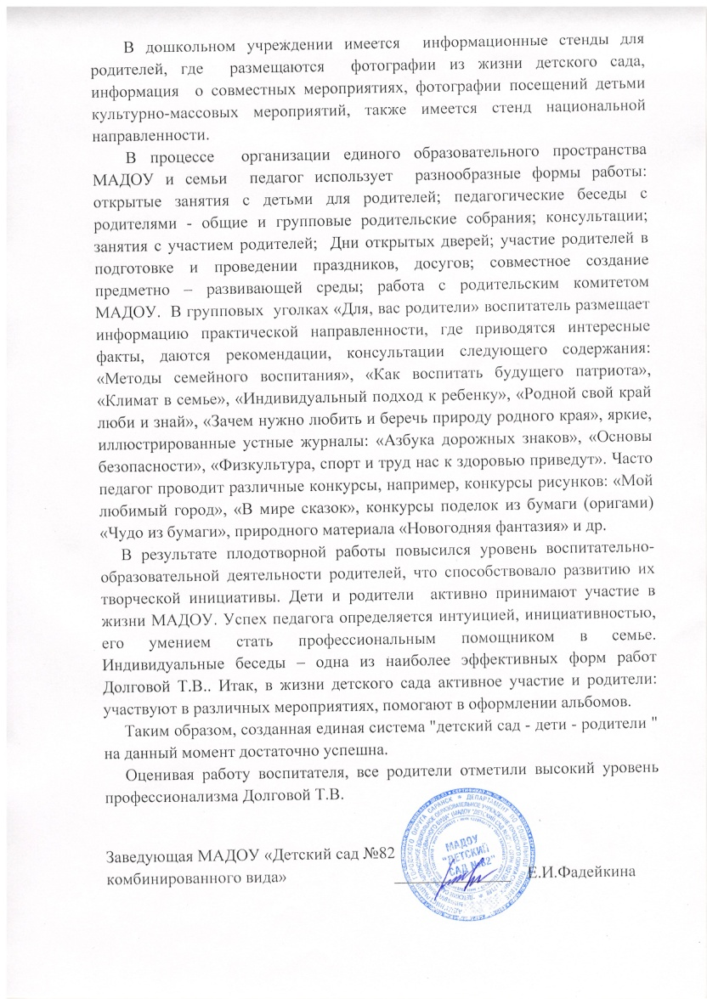 В дошкольном учреждении имеется информационные стенды для
родителей, где размещаются фотографии из жизни детского сада,
информация о совместных мероприятиях, фотографии посещений детьми
культурно-массовых мероприятий, также имеется стенд национальной
направленности.
В процессе организации единого образовательного пространства
МАДОУ и семьи педагог использует разнообразные формы работы:
открытые занятия с детьми для родителей; педагогические беседы с
родителями - общие и групповые родительские собрания; консультации;
занятия с участием родителей; Дни открытых дверей; участие родителей в
подготовке и проведении праздников, досугов; совместное создание
предметно – развивающей среды; работа с родительским комитетом
МАДОУ. В групповых уголках «Для, вас родители» воспитатель размещает
информацию практической направленности, где приводятся интересные
факты, даются рекомендации, консультации следующего содержания:
«Методы семейного воспитания», «Как воспитать будущего патриота»,
«Климат в семье», «Индивидуальный подход к ребенку», «Родной свой край
люби и знай», «Зачем нужно любить и беречь природу родного края», яркие,
иллюстрированные устные журналы: «Азбука дорожных знаков», «Основы
безопасности», «Физкультура, спорт и труд нас к здоровью приведут». Часто
педагог проводит различные конкурсы, например, конкурсы рисунков: «Мой
любимый город», «В мире сказок», конкурсы поделок из бумаги (оригами)
«Чудо из бумаги», природного материала «Новогодняя фантазия» и др.
В результате плодотворной работы повысился уровень воспитательно-
образовательной деятельности родителей, что способствовало развитию их
творческой инициативы. Дети и родители активно принимают участие в
жизни МАДОУ. Успех педагога определяется интуицией, инициативностью,
его умением стать профессиональным помощником в семье.
Индивидуальные беседы – одна из наиболее эффективных форм работ
Долговой Т.В.. Итак, в жизни детского сада активное участие и родители:
участвуют в различных мероприятиях, помогают в оформлении альбомов.
Таким образом, созданная единая система "детский сад - дети - родители "
на данный момент достаточно успешна.
Оценивая работу воспитателя, все родители отметили высокий уровень
профессионализма Долговой Т.В.
Заведующая МАДОУ «Детский сад №82
комбинированного вида» Е.И.Фадейкина
МАДОУ
"ДЕТСКИЙ
САД №82"